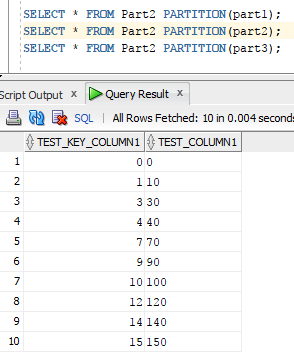 SELECT * FROM Part2 PARTITION(part1);
SELECT * FROM Part2 PARTITION(part2);
SELECT * FROM Part2 PARTITION(part3);
Script Output × Query Result ×
SQL | All Rows Fetched: 10 in 0.004 seconds
TEST_KEY_COLUMN1 TEST_COLUMN1
1 0 0
2 1 10
3 3 30
4 4 40
5 7 70
6 9 90
7 10 100
8 12 120
9 14 140
10 15 150